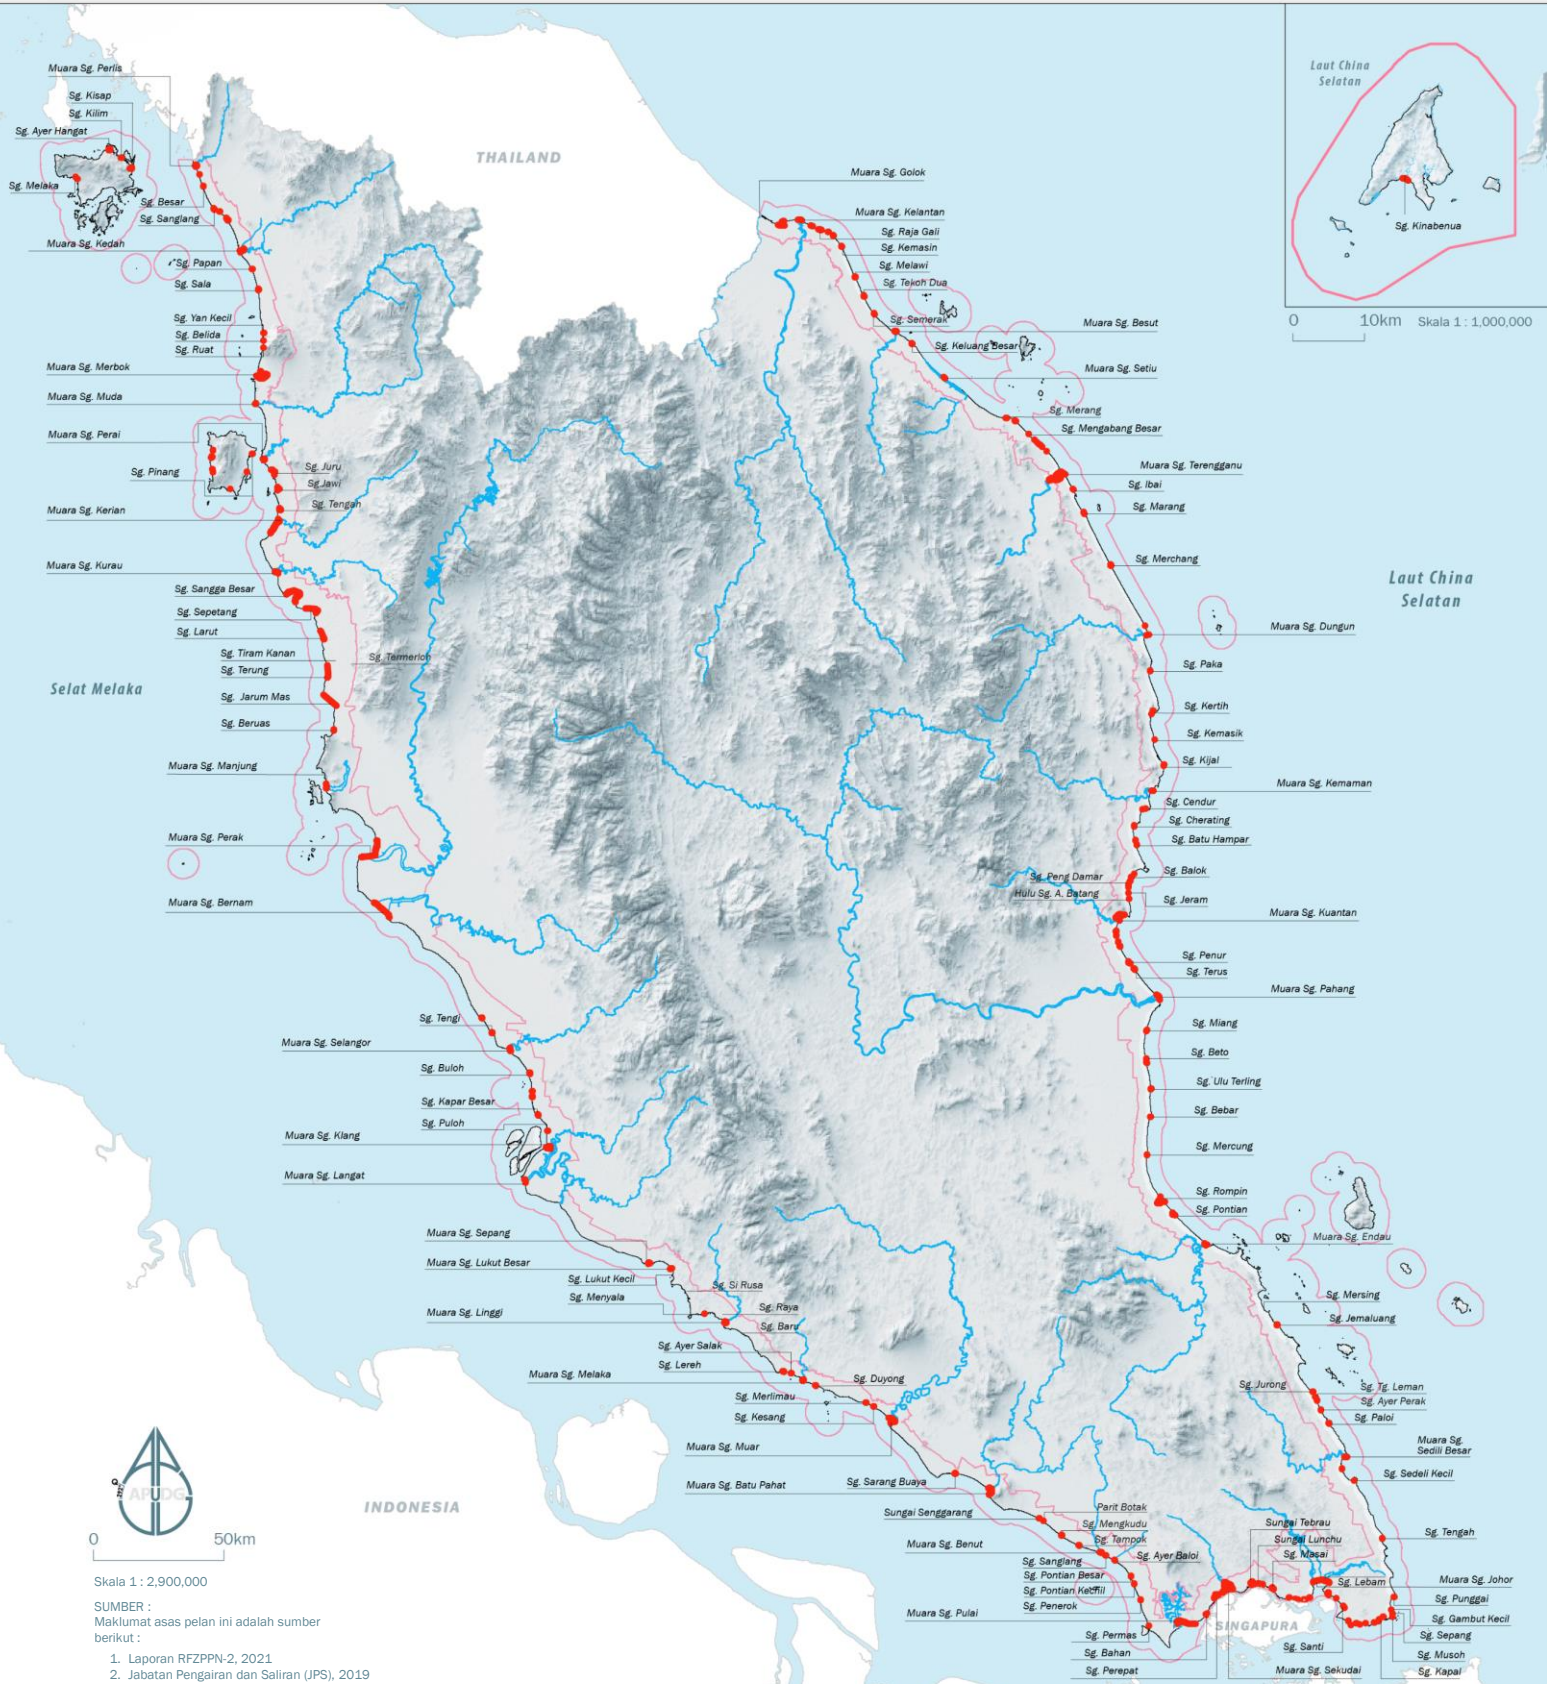 Muara Sg. Perlis
Sg. Kisap
Sg. Kilim
Sg. Ayer Hangat
Sg. Melaka
Sg. Besar
Sg. Sanglang
Muara Sg. Kedah
Sg. Papan
Sg. Sala
Sg. Yan Kecil
Sg. Belida
Sg. Ruat
Muara Sg. Merbok
Muara Sg. Muda
Muara Sg. Perai
Sg. Pinang
Sg. Juru
Sg Jawi
Sg. Tengah
Muara Sg. Kerian
Muara Sg. Kurau
Sg. Sangga Besar
Sg. Sepetang
Sg. Larut
Sg. Tiram Kanan
Sg. Temerloh
Sg. Terung
Sg. Jarum Mas
Sg. Beruas
Muara Sg. Manjung
Muara Sg. Perak
Muara Sg. Bernam
Sg. Tengi
Muara Sg. Selangor
Sg. Buloh
Sg. Kapar Besar
Sg. Puloh
Muara Sg. Klang
Muara Sg. Langat
Muara Sg. Sepang
Muara Sg. Lukut Besar
Sg. Lukut Kecil
Sg. Menyala
Sg. Si Rusa
Muara Sg. Linggi
Sg. Raya
Sg. Baru
Sg. Ayer Salak
Sg. Lereh
Muara Sg. Melaka
Sg. Duyong
Sg. Merlimau
Sg. Kesang
Muara Sg. Muar
Sg. Sarang Buaya
Muara Sg. Batu Pahat
Sungai Senggarang
Parit Botak
Sg. Mengkudu
Sg. Tampok
Muara Sg. Benut
Sg. Ayer Baloi
Sg. Sanglang
Sg. Pontian Besar
Sg. Pontian Kechil
Sg. Penerok
Muara Sg. Pulai
Sg. Permas
Sg. Bahan
Sg. Perepat
THAILAND
Muara Sg. Golok
Muara Sg. Kelantan
Sg. Raja Gali
Sg. Kemasin
Sg. Melawi
Sg. Tekoh Dua
Sg. Semerak
Muara Sg. Besut
Sg. Keluang Besar
Muara Sg. Setiu
Sg. Merang
Sg. Mengabang Besar
Muara Sg. Terengganu
Sg. Ibai
Sg. Marang
Sg. Merchang
Muara Sg. Dungun
Sg. Paka
Sg. Kertih
Sg. Kemasik
Sg. Kijal
Muara Sg. Kemaman
Sg. Cendur
Sg. Cherating
Sg. Batu Hampar
Sg. Balok
Sg. Peng Damar
Hulu Sg. A. Batang
Sg. Jeram
Muara Sg. Kuantan
Sg. Penur
Sg. Terus
Muara Sg. Pahang
Sg. Miang
Sg. Beto
Sg. Ulu Terling
Sg. Bebar
Sg. Mercung
Sg. Rompin
Sg. Pontian
Muara Sg. Endau
Sg. Mersing
Sg. Jemaluang
Sg. Jurong
Sg. Tg. Leman
Sg. Ayer Perak
Sg. Paloi
Muara Sg.
Sedili Besar
Sg. Sedeli Kecil
Sg. Tengah
Sungai Tebrau
Sungai Lunchu
Sg. Masai
Sg. Lebam
Muara Sg. Johor
Sg. Punggai
Sg. Gambut Kecil
Sg. Sepang
Sg. Musoh
Sg. Kapal
Sg. Santi
Muara Sg. Sekudai
SINGAPURA
Selat Melaka
Laut China
Selatan
INDONESIA
Laut China
Selatan
Sg. Kinabenua
0 10km Skala 1 : 1,000,000
APUDG
0 50km
Skala 1 : 2,900,000
SUMBER :
Maklumat asas pelan ini adalah sumber
berikut :
1. Laporan RFZPPN-2, 2021
2. Jabatan Pengairan dan Saliran (JPS), 2019